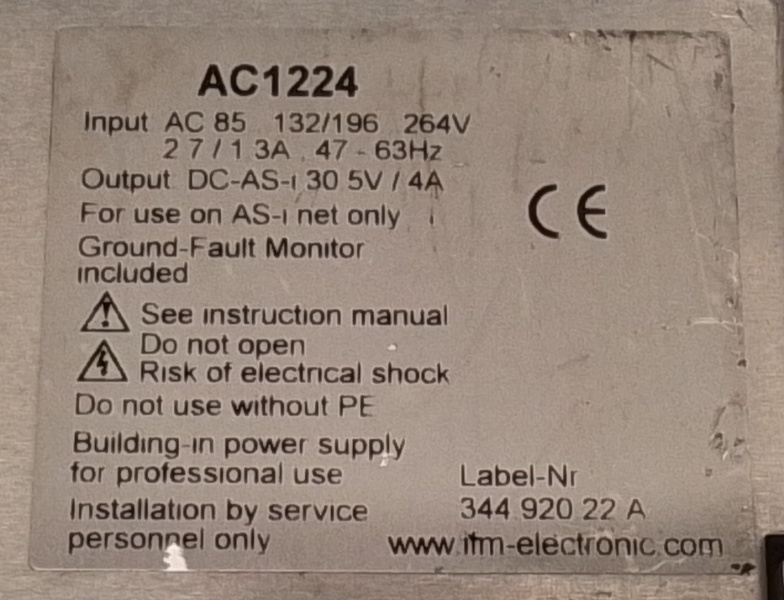 AC1224
Input AC 85 132/196 264V
2 7 / 1 3A . 47 - 63Hz
Output DC-AS-i 30 5V / 4A
For use on AS-i net only
Ground-Fault Monitor
included
CE
See instruction manual
Do not open
Risk of electrical shock
Do not use without PE
Building-in power supply
for professional use
Label-Nr
Installation by service
344 920 22 A
personnel only
www.ifm-electronic.com